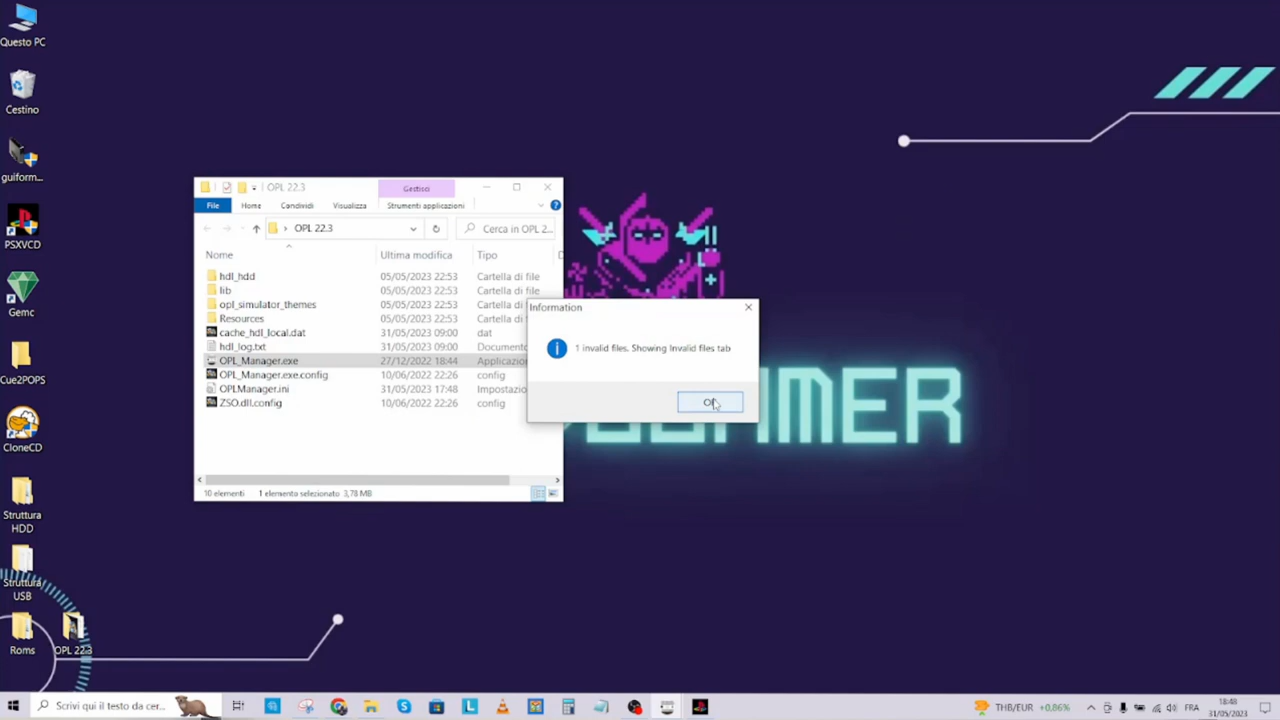 Questo PC
Cestino
guiform...
PSXVCD
Gemc
Cue2POPS
CloneCD
Struttura
HDD
Struttura
USB
Roms
OPL 22.3
OPL 22.3
Gestisci
File
Home
Condividi
Visualizza
Strumenti applicazioni
OPL 22.3
Cerca in OPL 2...
Nome
Ultima modifica
Tipo
hdl_hdd
05/05/2023 22:53
Cartella di file
lib
05/05/2023 22:53
Cartella di file
opl_simulator_themes
05/05/2023 22:53
Cartella di
Resources
05/05/2023 22:53
Cartella di
cache_hdl_local.dat
31/05/2023 09:00
dat
hdl_log.txt
31/05/2023 09:00
Documento
OPL_Manager.exe
27/12/2022 18:44
Applicazio
OPL_Manager.exe.config
10/06/2022 22:26
config
OPLManager.ini
31/05/2023 17:48
Impostazio
ZSO.dll.config
10/06/2022 22:26
config
10 elementi
1 elemento selezionato 3,78 MB
Information
1 invalid files. Showing Invalid files tab
Scrivi qui il testo da cer...
THB/EUR
+0,86%
FRA
18:48
31/05/2023